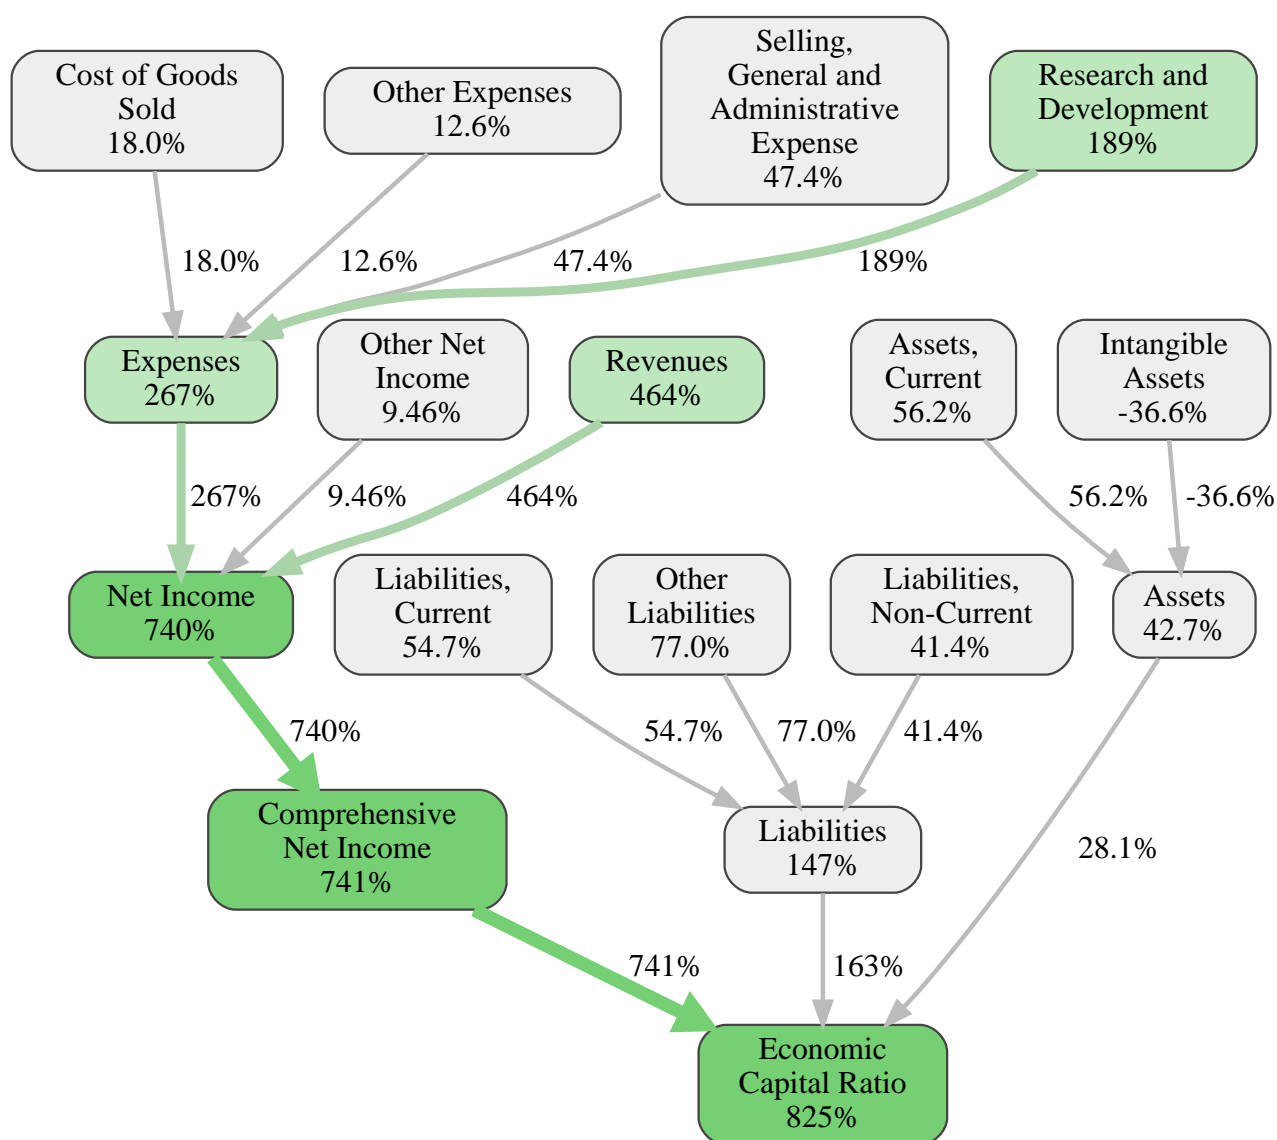 Cost of Goods
Sold
18.0%
Other Expenses
12.6%
Selling,
General and
Administrative
Expense
47.4%
Research and
Development
189%
18.0%
12.6%
47.4%
189%
Expenses
267%
Other Net
Income
9.46%
Revenues
464%
Assets,
Current
56.2%
Intangible
Assets
-36.6%
267%
9.46%
464%
56.2%
-36.6%
Net Income
740%
Liabilities,
Current
54.7%
Other
Liabilities
77.0%
Liabilities,
Non-Current
41.4%
Assets
42.7%
740%
54.7%
77.0%
41.4%
Comprehensive
Net Income
741%
Liabilities
147%
28.1%
741%
163%
Economic
Capital Ratio
825%